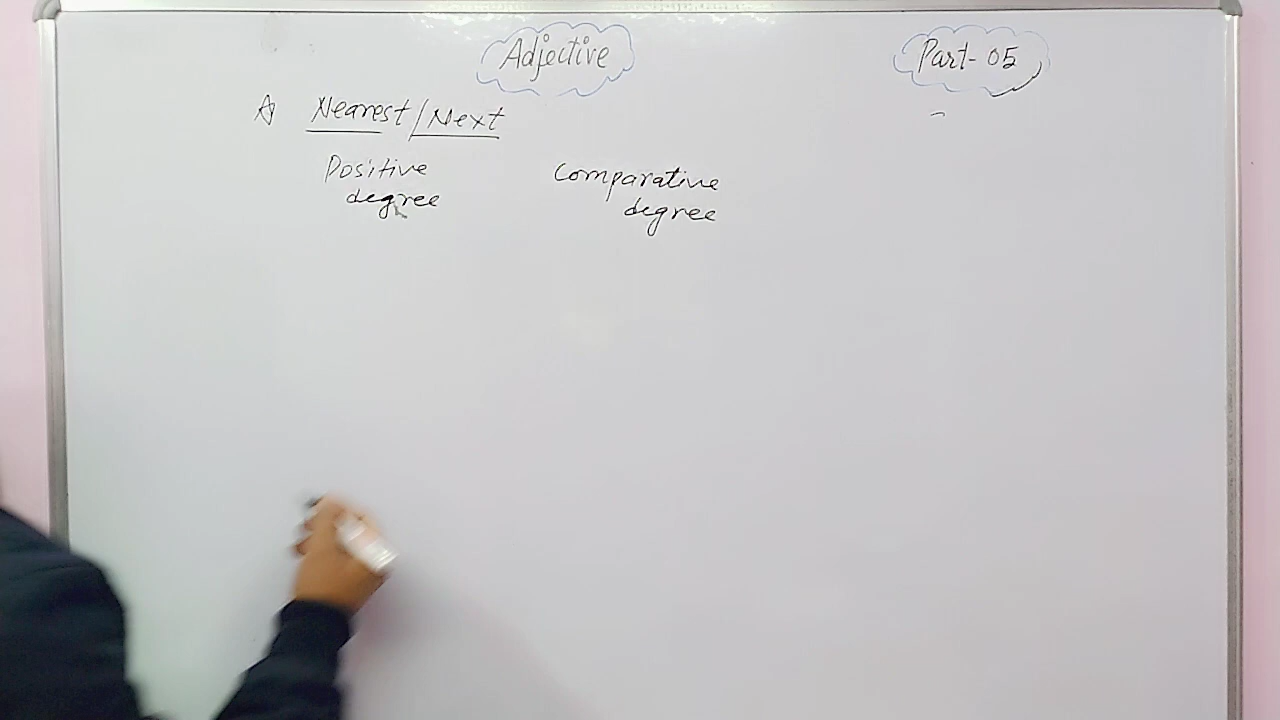 Adjective
Part-05
A Nearest/Next
Positive
degree
Comparative
degree